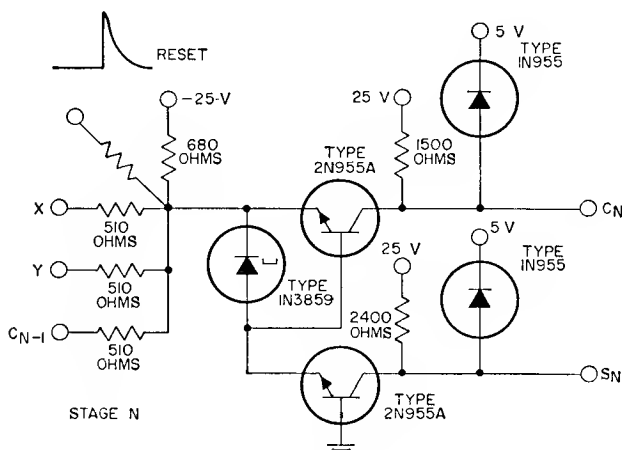 RESET
-25-V
680
OHMS
X
510
OHMS
Y
510
OHMS
CN-1
510
OHMS
STAGE N
TYPE
2N955A
TYPE
IN3859
25 V
1500
OHMS
5 V
TYPE
IN955
CN
25 V
2400
OHMS
5 V
TYPE
IN955
TYPE
2N955A
SN